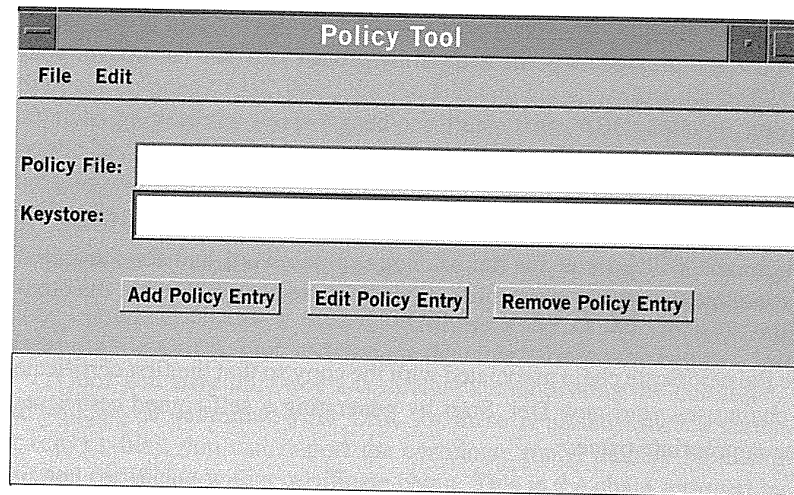 Policy Tool
File Edit
Policy File:
Keystore:
Add Policy Entry Edit Policy Entry Remove Policy Entry